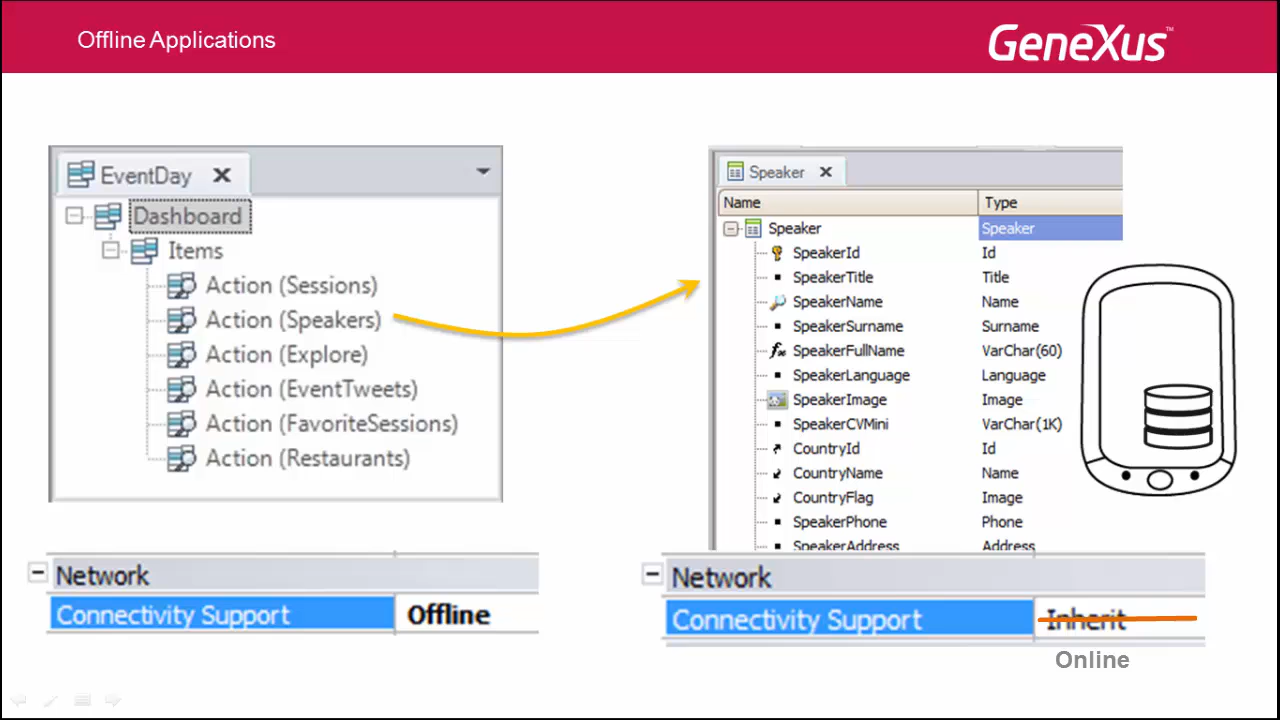 Offline Applications
GeneXus™
EventDay
Dashboard
Items
Action (Sessions)
Action (Speakers)
Action (Explore)
Action (EventTweets)
Action (FavoriteSessions)
Action (Restaurants)
Network
Connectivity Support Offline
Speaker
Name Type
Speaker Speaker
SpeakerId Id
SpeakerTitle Title
SpeakerName Name
SpeakerSurname Surname
SpeakerFullName VarChar(60)
SpeakerLanguage Language
SpeakerImage Image
SpeakerCVMini VarChar(1K)
CountryId Id
CountryName Name
CountryFlag Image
SpeakerPhone Phone
SpeakerAddress Address
Network
Connectivity Support Inherit
Online